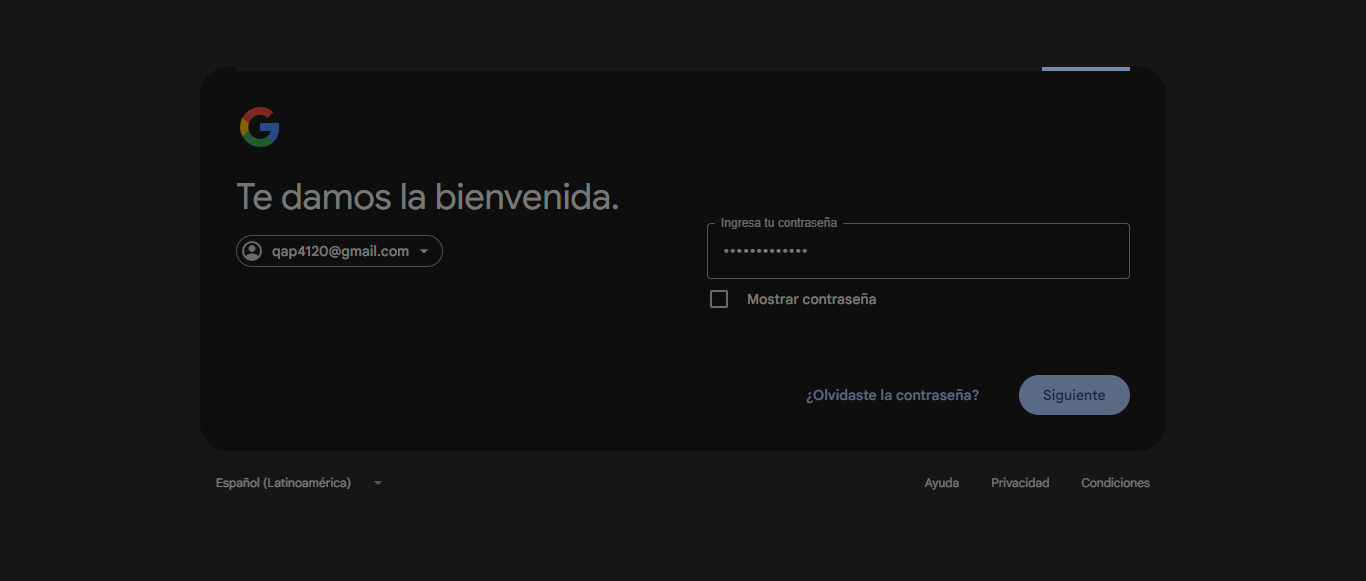 Te damos la bienvenida.
qap4120@gmail.com
Ingresa tu contraseña
•••••••••••••
Mostrar contraseña
¿Olvidaste la contraseña?
Siguiente
Español (Latinoamérica)
Ayuda
Privacidad
Condiciones